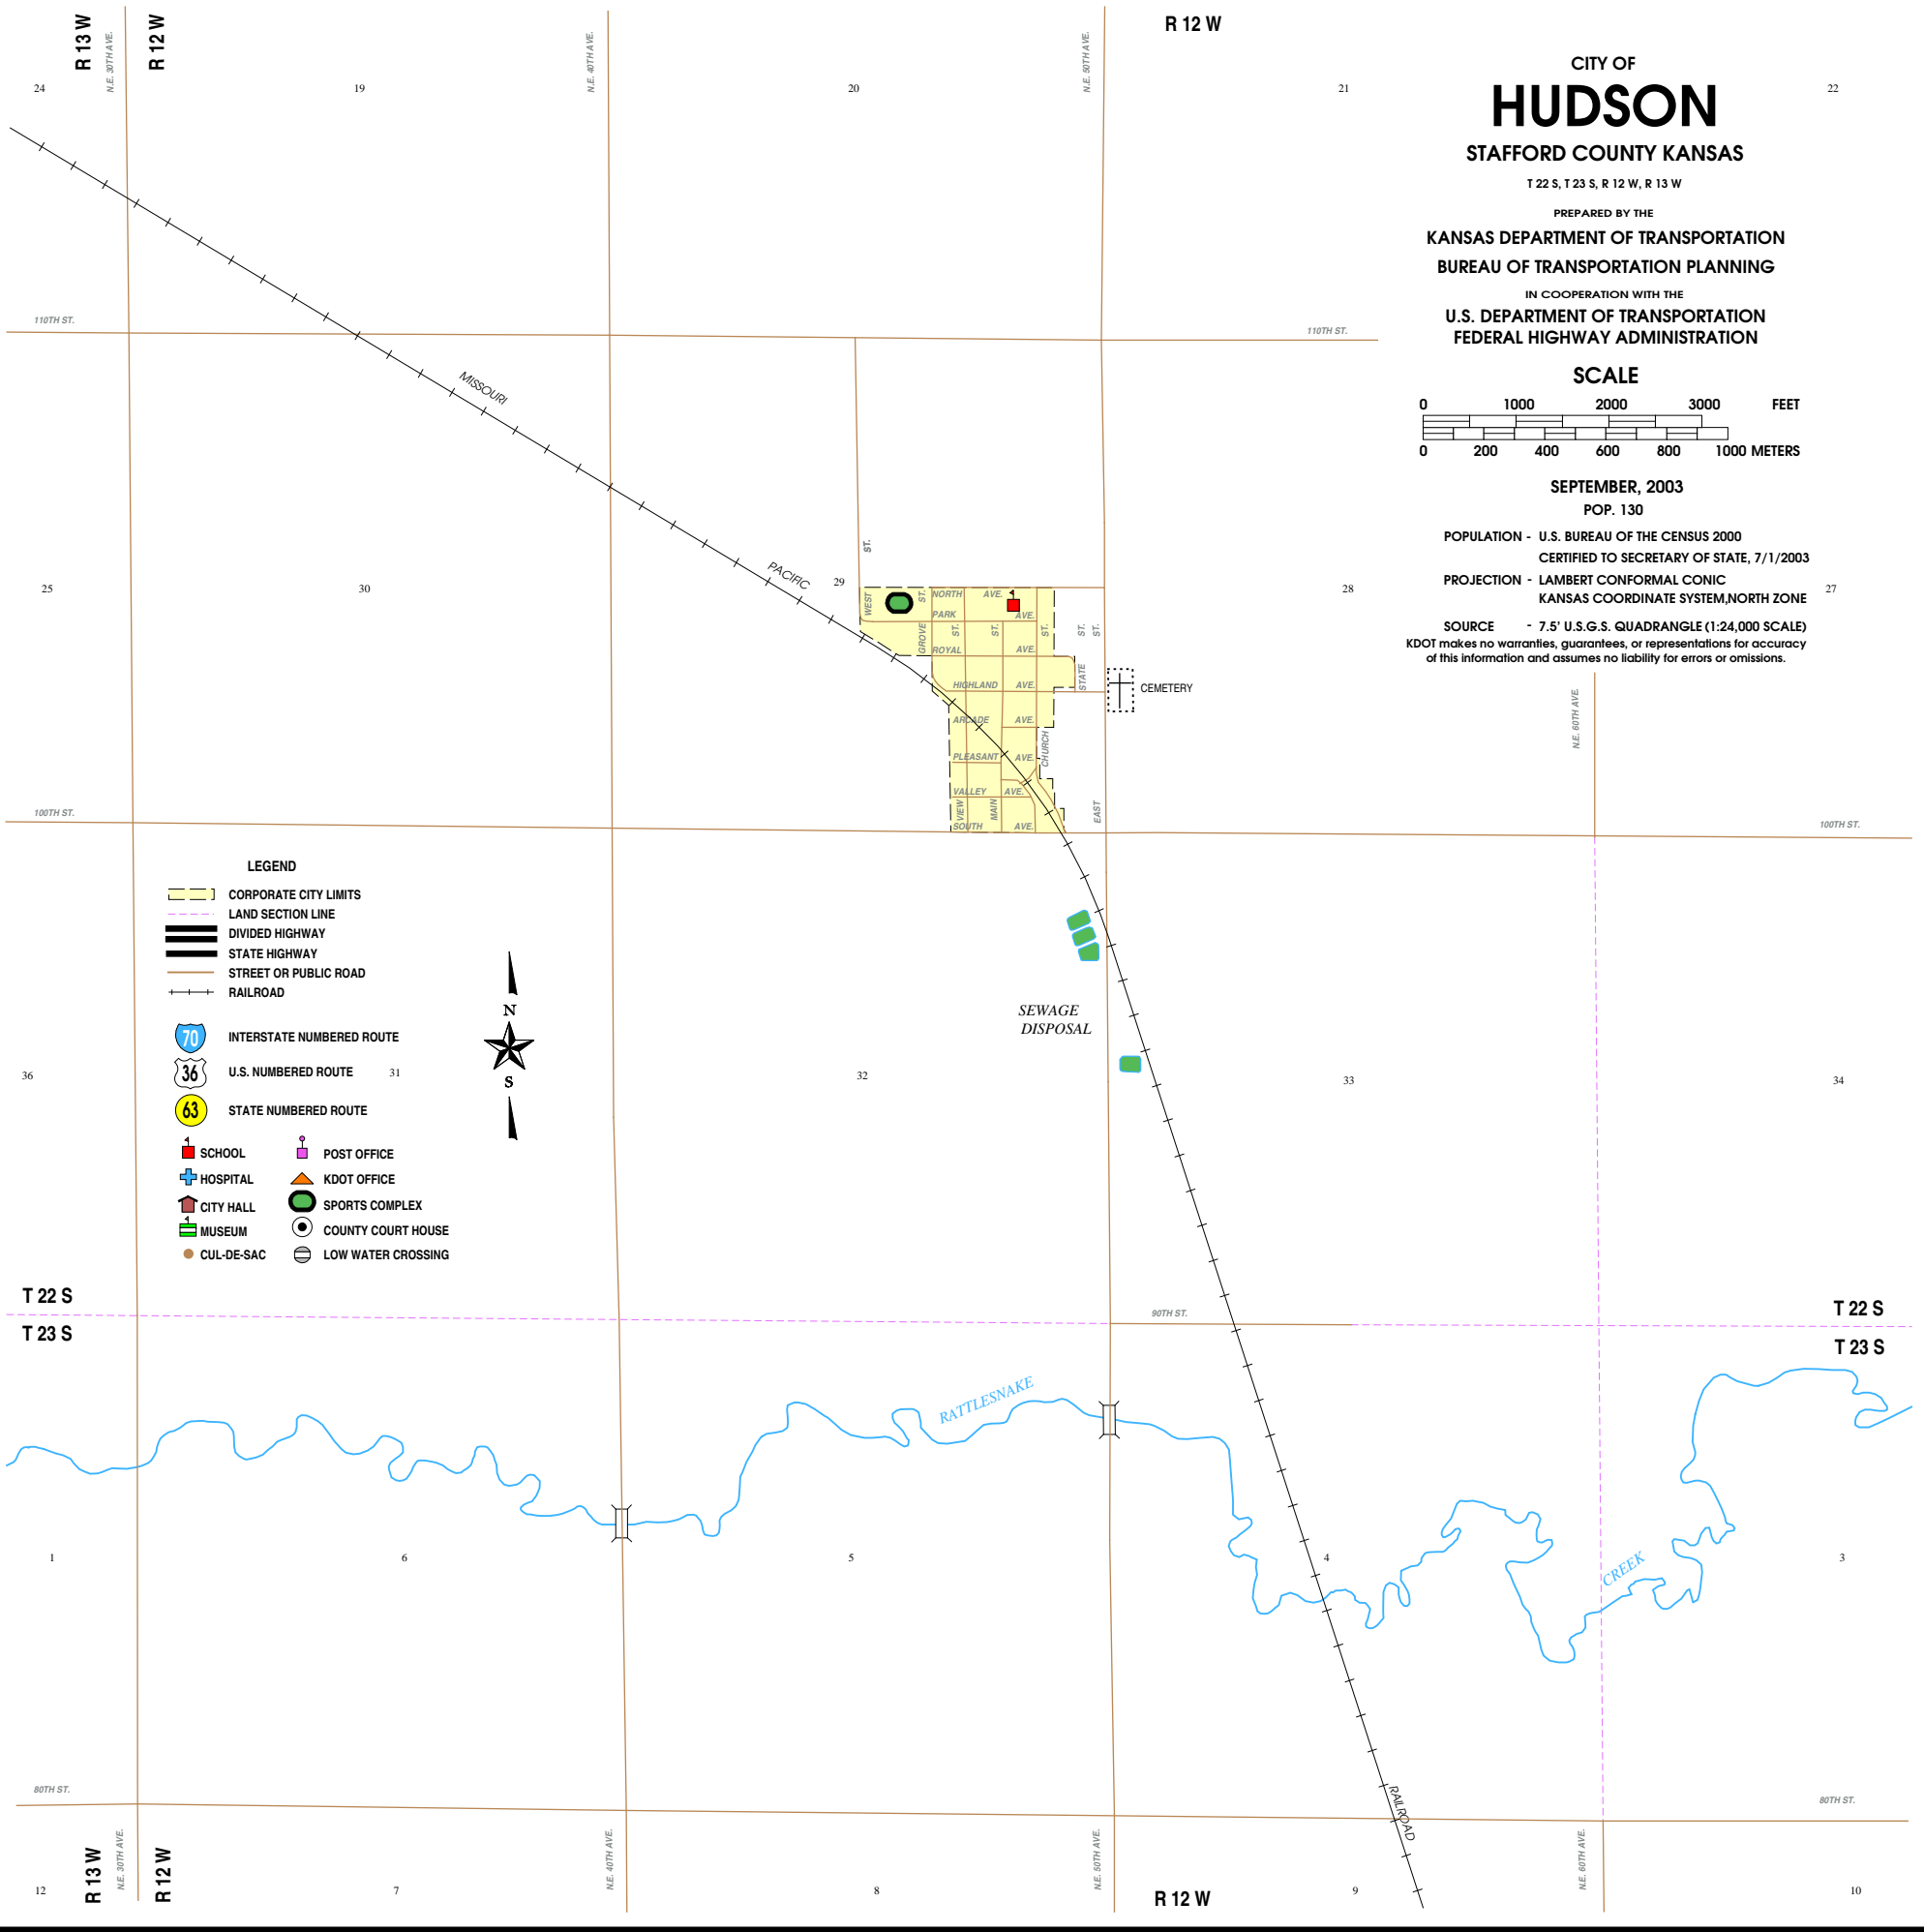 R 13 W
N.E. 30TH AVE.
R 12 W
N.E. 40TH AVE.
N.E. 50TH AVE.
R 12 W
24
19
20
21
22
CITY OF
HUDSON
STAFFORD COUNTY KANSAS
T 22 S, T 23 S, R 12 W, R 13 W
PREPARED BY THE
KANSAS DEPARTMENT OF TRANSPORTATION
BUREAU OF TRANSPORTATION PLANNING
IN COOPERATION WITH THE
U.S. DEPARTMENT OF TRANSPORTATION
FEDERAL HIGHWAY ADMINISTRATION
SCALE
0 1000 2000 3000 FEET
0 200 400 600 800 1000 METERS
SEPTEMBER, 2003
POP. 130
POPULATION - U.S. BUREAU OF THE CENSUS 2000
CERTIFIED TO SECRETARY OF STATE, 7/1/2003
PROJECTION - LAMBERT CONFORMAL CONIC
KANSAS COORDINATE SYSTEM,NORTH ZONE
SOURCE - 7.5' U.S.G.S. QUADRANGLE (1:24,000 SCALE)
KDOT makes no warranties, guarantees, or representations for accuracy
of this information and assumes no liability for errors or omissions.
110TH ST.
110TH ST.
MISSOURI
PACIFIC
25
30
29
28
27
WEST ST.
GROVE ST.
NORTH AVE.
PARK AVE.
ST.
ST.
ST.
STATE ST.
EAST ST.
ROYAL AVE.
HIGHLAND AVE.
ARCADE AVE.
PLEASANT AVE.
VALLEY AVE.
SOUTH AVE.
VIEW
MAIN
CHURCH
CEMETERY
N.E. 60TH AVE.
100TH ST.
100TH ST.
LEGEND
CORPORATE CITY LIMITS
LAND SECTION LINE
DIVIDED HIGHWAY
STATE HIGHWAY
STREET OR PUBLIC ROAD
RAILROAD
70 INTERSTATE NUMBERED ROUTE
36 U.S. NUMBERED ROUTE
63 STATE NUMBERED ROUTE
SCHOOL
POST OFFICE
HOSPITAL
KDOT OFFICE
CITY HALL
SPORTS COMPLEX
MUSEUM
COUNTY COURT HOUSE
CUL-DE-SAC
LOW WATER CROSSING
N
S
SEWAGE
DISPOSAL
36
31
32
33
34
T 22 S
T 23 S
90TH ST.
T 22 S
T 23 S
RATTLESNAKE
CREEK
1
6
5
4
3
80TH ST.
80TH ST.
RAILROAD
R 13 W
N.E. 30TH AVE.
R 12 W
N.E. 40TH AVE.
N.E. 50TH AVE.
R 12 W
N.E. 60TH AVE.
12
7
8
9
10